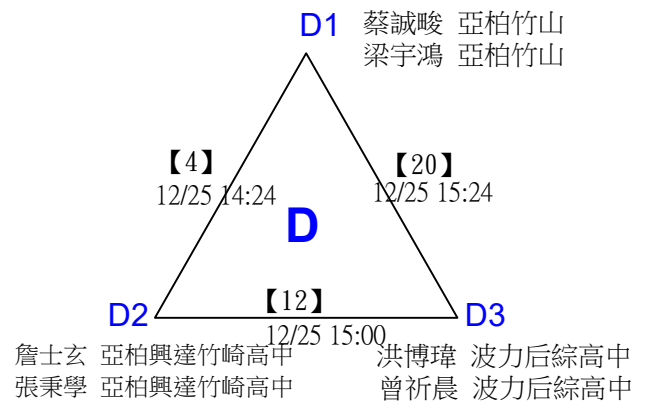 D1
蔡誠畯 亞柏竹山
梁宇鴻 亞柏竹山
【4】
12/25 14:24
【20】
12/25 15:24
D
【12】
12/25 15:00
D2
D3
詹士玄 亞柏興達竹崎高中
張秉學 亞柏興達竹崎高中
洪博瑋 波力后綜高中
曾祈晨 波力后綜高中